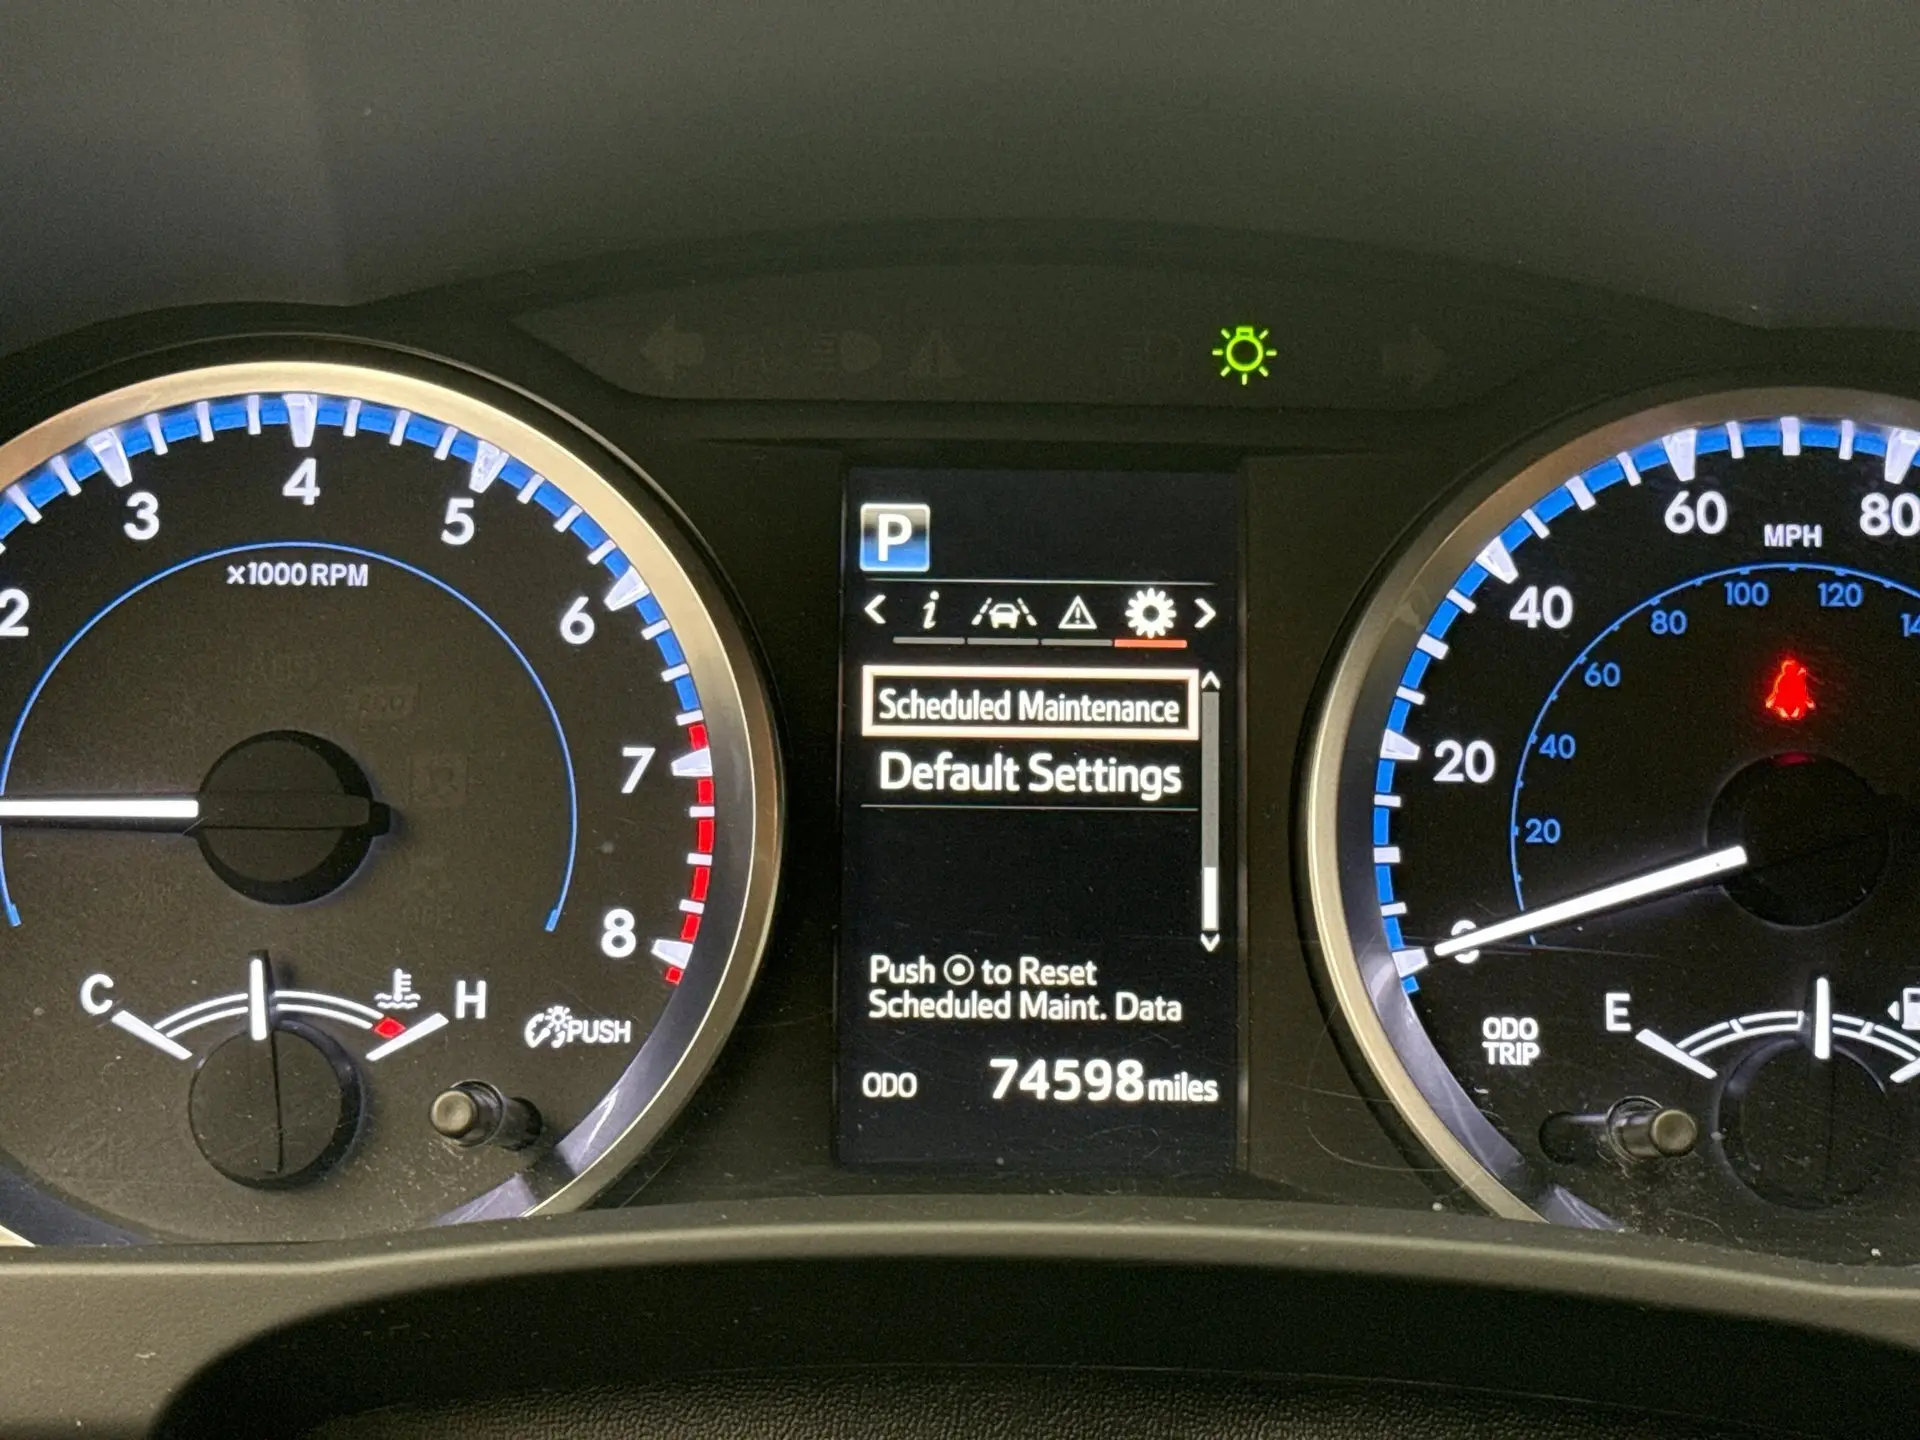 P
i
Scheduled Maintenance
Default Settings
Push to Reset
Scheduled Maint. Data
ODO 74598 miles
2 3 4 5 6 7 8
x1000 RPM
C H
PUSH
0 20 40 60 80
MPH
20 40 60 80 100 120
ODO
TRIP
E